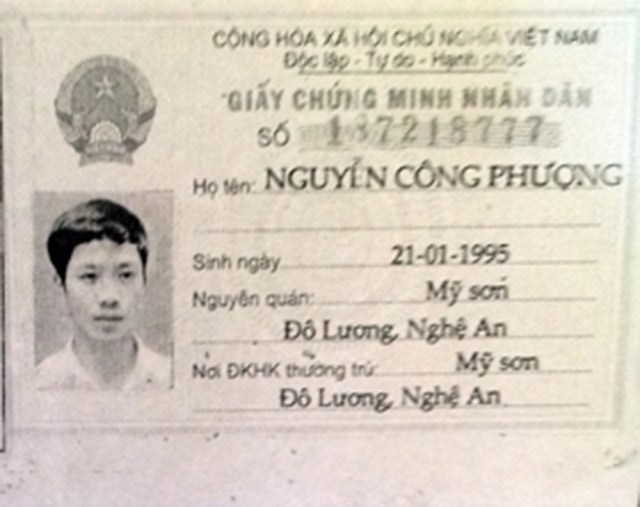 CỘNG HÒA XÃ HỘI CHỦ NGHĨA VIỆT NAM
Độc lập - Tự do - Hạnh phúc
GIẤY CHỨNG MINH NHÂN DÂN
SỐ 187218777
Họ tên: NGUYỄN CÔNG PHƯỢNG
Sinh ngày 21-01-1995
Nguyên quán: Mỹ sơn
Đô Lương, Nghệ An
Nơi ĐKHK thường trú: Mỹ sơn
Đô Lương, Nghệ An